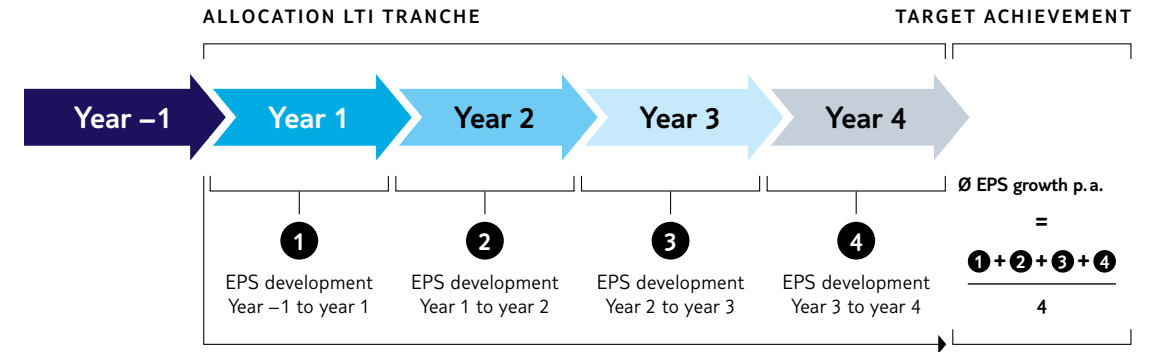 ALLOCATION LTI TRANCHE
TARGET ACHIEVEMENT
Year –1
Year 1
Year 2
Year 3
Year 4
1
EPS development
Year –1 to year 1
2
EPS development
Year 1 to year 2
3
EPS development
Year 2 to year 3
4
EPS development
Year 3 to year 4
Ø EPS growth p. a.
=
1 + 2 + 3 + 4
4